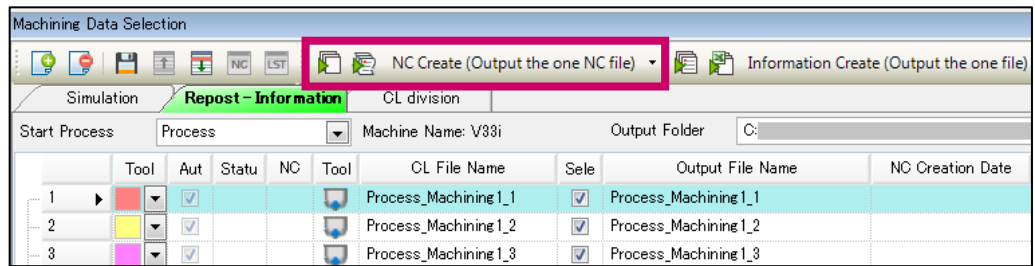 Machining Data Selection
NC LST NC Create (Output the one NC file) Information Create (Output the one file)
Simulation Repost-Information CL division
Start Process Process Machine Name: V33i Output Folder C:
Tool Aut Statu NC Tool CL File Name Sele Output File Name NC Creation Date
1 Process_Machining1_1 Process_Machining1_1
2 Process_Machining1_2 Process_Machining1_2
3 Process_Machining1_3 Process_Machining1_3